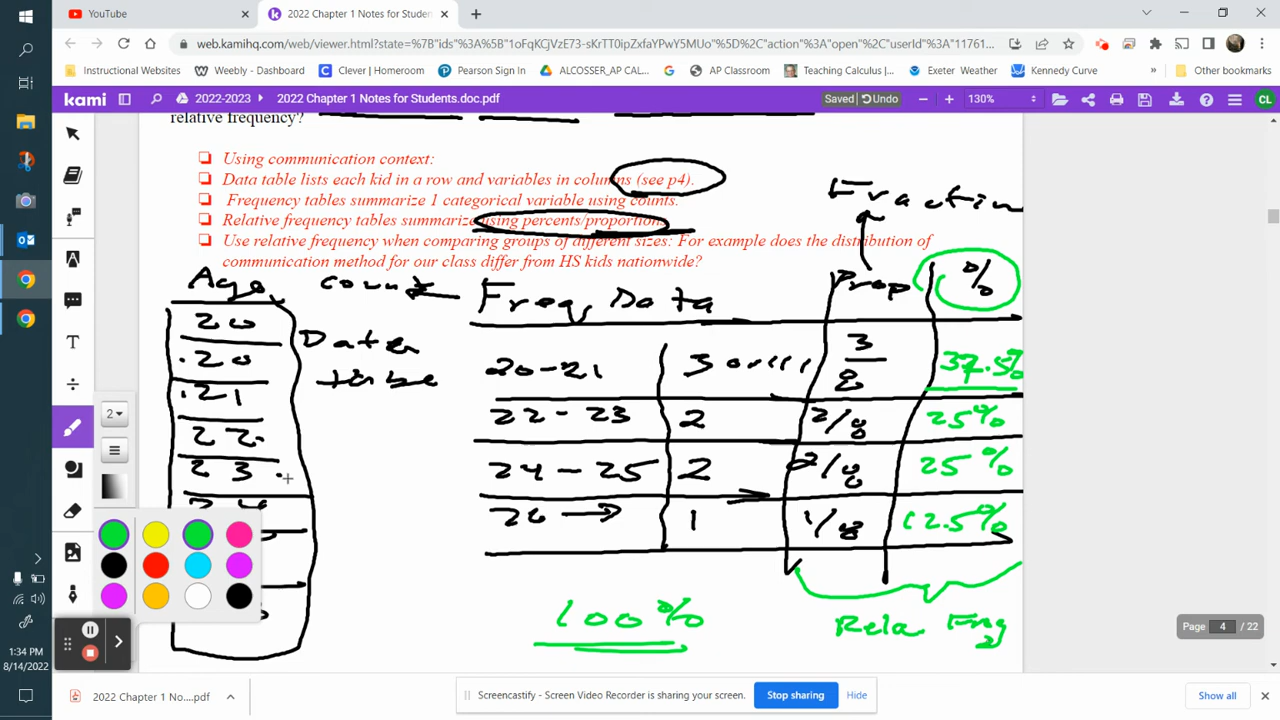 YouTube
2022 Chapter 1 Notes for Student
web.kamihq.com/web/viewer.html?state=%7B"ids"%3A%5B"1oFqKCjVzE73-sKrTT0ipZxfaYPwY5MUo"%5D%2C"action"%3A"open"%2C"userId"%3A"11761...
Instructional Websites
Weebly - Dashboard
Clever | Homeroom
Pearson Sign In
ALCOSSER_AP CAL...
AP Classroom
Teaching Calculus |...
Exeter Weather
Kennedy Curve
Other bookmarks
kami
2022-2023
2022 Chapter 1 Notes for Students.doc.pdf
Saved
Undo
130%
CL
relative frequency?
Using communication context:
Data table lists each kid in a row and variables in columns (see p4).
Frequency tables summarize 1 categorical variable using counts.
Relative frequency tables summarize using percents/proportions
Use relative frequency when comparing groups of different sizes: For example does the distribution of
communication method for our class differ from HS kids nationwide?
Fraction
Age
count
Freq Data
Prop
%
20
20
21
22
23
Data
table
20-21 3 or 3/8 37.5%
22-23 2 2/8 25%
24-25 2 2/8 25%
26 → 1 1/8 12.5%
100%
Rela Freq
2
Page 4 / 22
1:34 PM
8/14/2022
2022 Chapter 1 No....pdf
Screencastify - Screen Video Recorder is sharing your screen.
Stop sharing
Hide
Show all